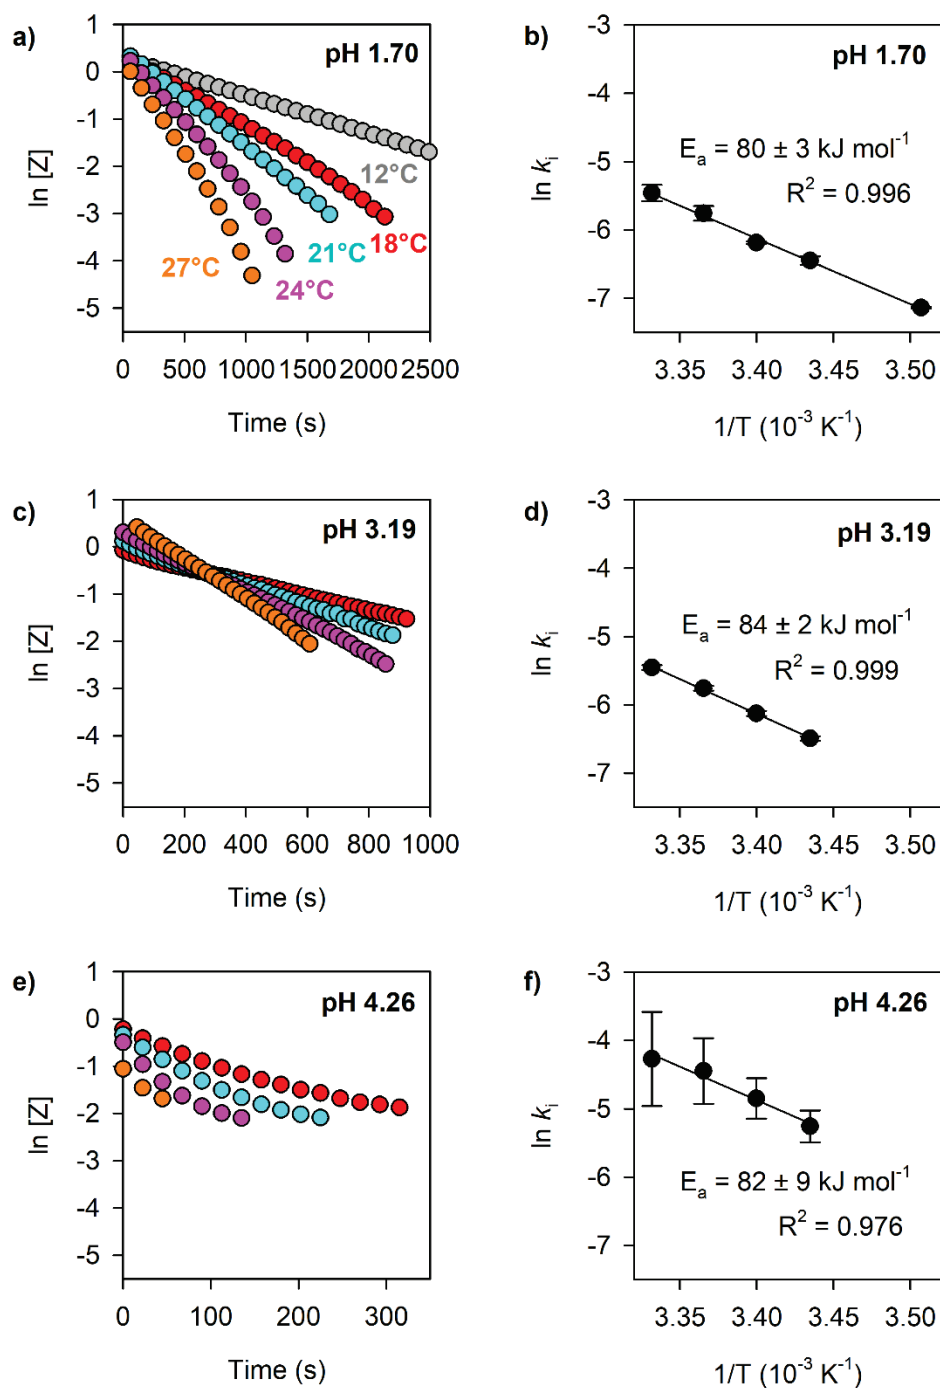 a)
pH 1.70
1
0
-1
-2
-3
-4
-5
ln [Z]
12°C
18°C
21°C
24°C
27°C
0 500 1000 1500 2000 2500
Time (s)
b)
pH 1.70
-3
-4
-5
-6
-7
ln ki
Ea = 80 ± 3 kJ mol-1
R2 = 0.996
3.35 3.40 3.45 3.50
1/T (10-3 K-1)
c)
pH 3.19
1
0
-1
-2
-3
-4
-5
ln [Z]
0 200 400 600 800 1000
Time (s)
d)
pH 3.19
-3
-4
-5
-6
-7
ln ki
Ea = 84 ± 2 kJ mol-1
R2 = 0.999
3.35 3.40 3.45 3.50
1/T (10-3 K-1)
e)
pH 4.26
1
0
-1
-2
-3
-4
-5
ln [Z]
0 100 200 300
Time (s)
f)
pH 4.26
-3
-4
-5
-6
-7
ln ki
Ea = 82 ± 9 kJ mol-1
R2 = 0.976
3.35 3.40 3.45 3.50
1/T (10-3 K-1)